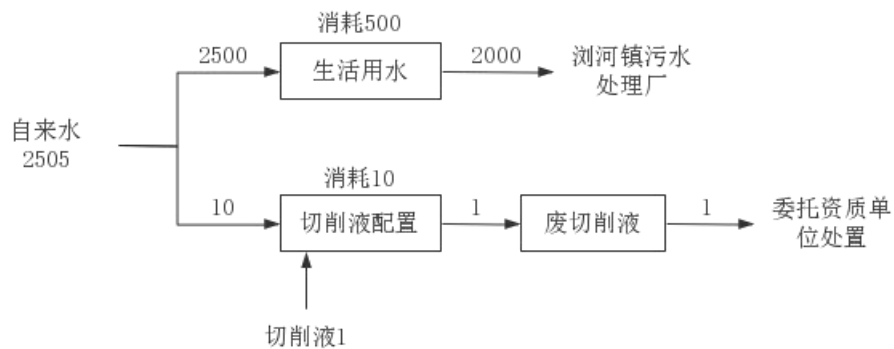 消耗500
2500
生活用水
2000
浏河镇污水
处理厂
自来水
2505
消耗10
10
切削液配置
1
废切削液
1
委托资质单
位处置
切削液1